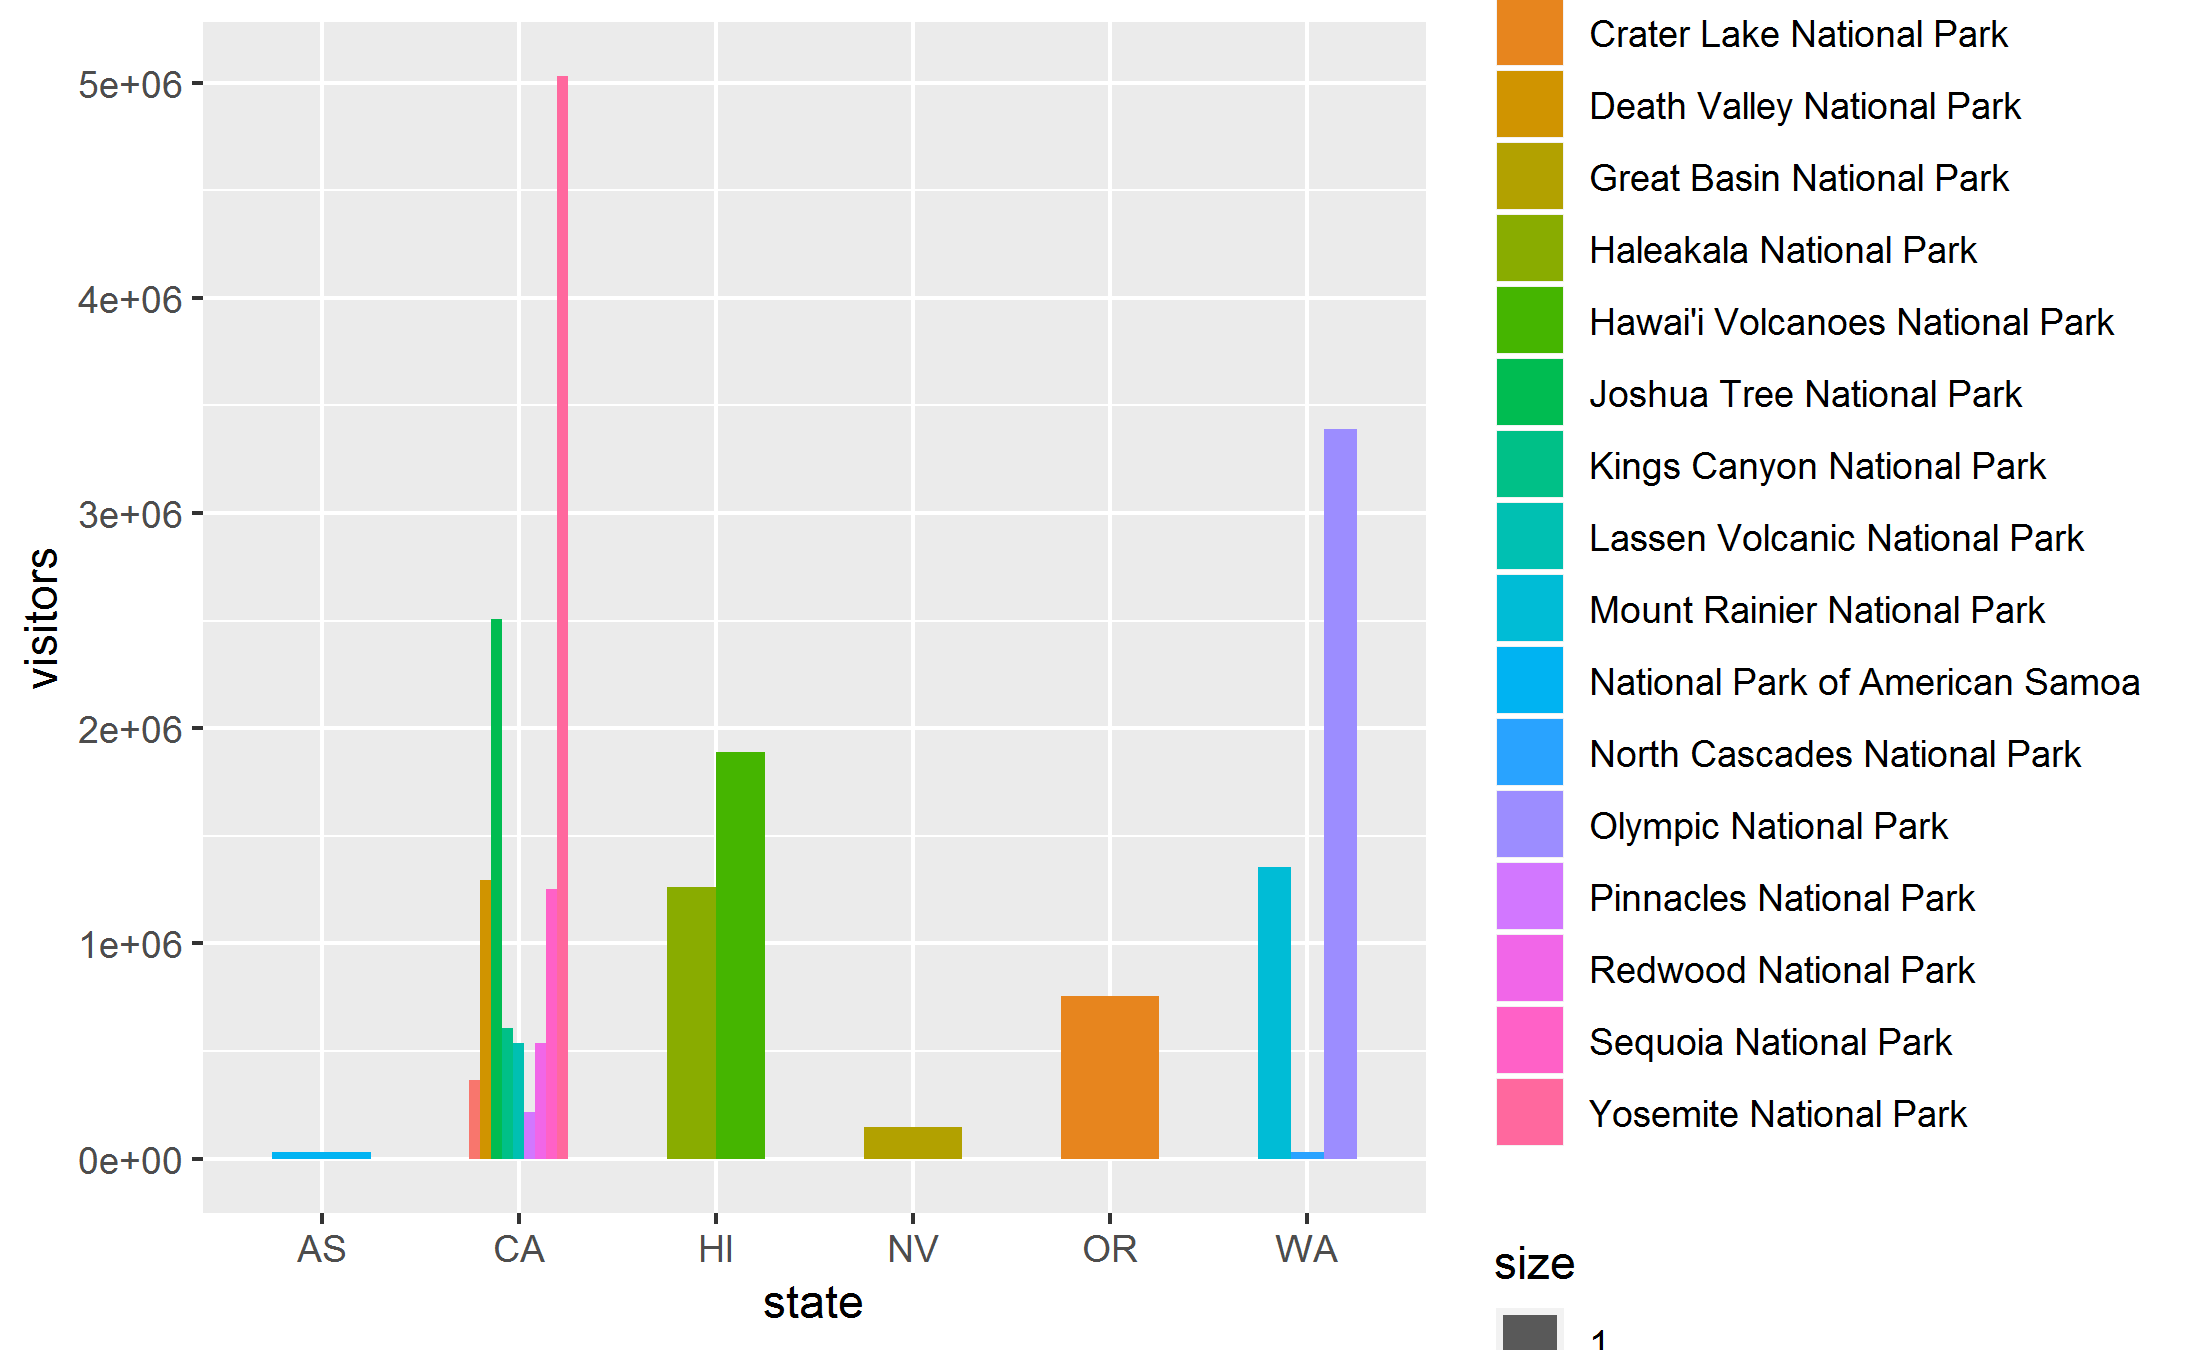 5e+06
4e+06
3e+06
2e+06
1e+06
0e+00
visitors
AS CA HI NV OR WA
state
Crater Lake National Park
Death Valley National Park
Great Basin National Park
Haleakala National Park
Hawai'i Volcanoes National Park
Joshua Tree National Park
Kings Canyon National Park
Lassen Volcanic National Park
Mount Rainier National Park
National Park of American Samoa
North Cascades National Park
Olympic National Park
Pinnacles National Park
Redwood National Park
Sequoia National Park
Yosemite National Park
size
1